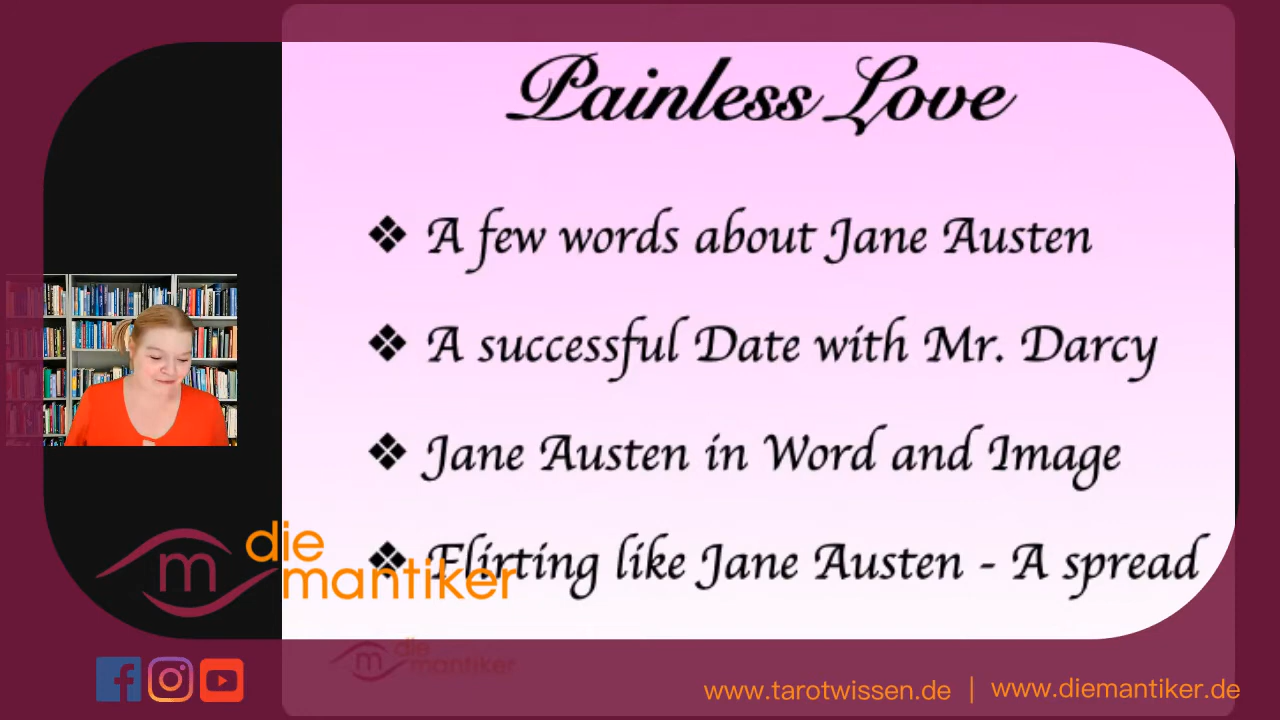 Painless Love
❖ A few words about Jane Austen
❖ A successful Date with Mr. Darcy
❖ Jane Austen in Word and Image
❖ Flirting like Jane Austen - A spread
m
die
mantiker
m
die
mantiker
www.tarotwissen.de | www.diemantiker.de